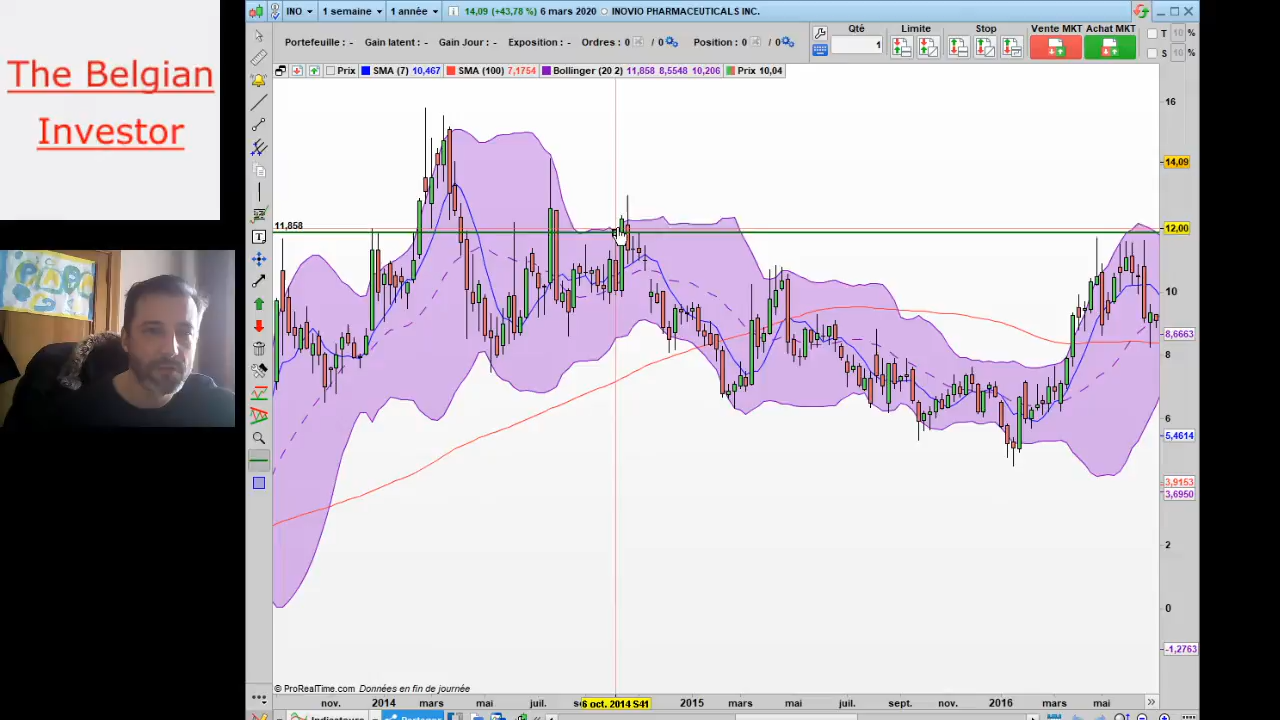 The Belgian
Investor
INO 1 semaine 1 année 14,09 (+43,78 %) 6 mars 2020 INOVIO PHARMACEUTICALS INC.
Portefeuille : - Gain latent : - Gain Jour : - Exposition : - Ordres : 0 / 0 Position : 0 / 0
Qté Limite Stop Vente MKT Achat MKT
1
T 10 %
S 10 %
Prix SMA (7) 10,467 SMA (100) 7,1754 Bollinger (20 2) 11,858 8,5548 10,206 Prix 10,04
16
14,09
11,858
12,00
10
8,6663
8
6
5,4614
3,9153
3,6950
2
0
-1,2763
© ProRealTime.com Données en fin de journée
nov. 2014 mars mai juil. 6 oct. 2014 S41 2015 mars mai juil. sept. nov. 2016 mars mai
Indicateurs Partager